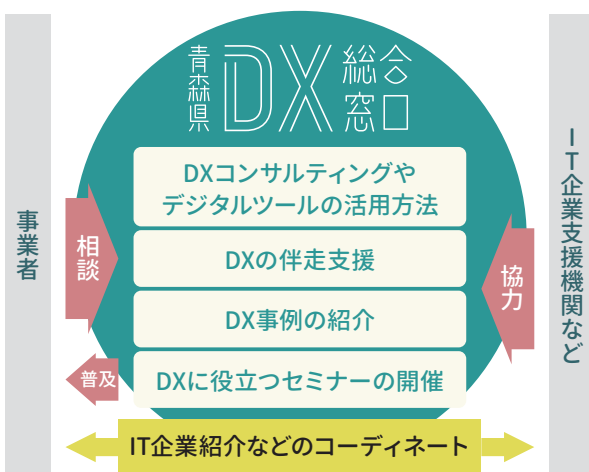 青森県
DX
総合
窓口
DXコンサルティングや
デジタルツールの活用方法
事業者
相談
DXの伴走支援
協力
IT企業支援機関など
DX事例の紹介
普及
DXに役立つセミナーの開催
IT企業紹介などのコーディネート